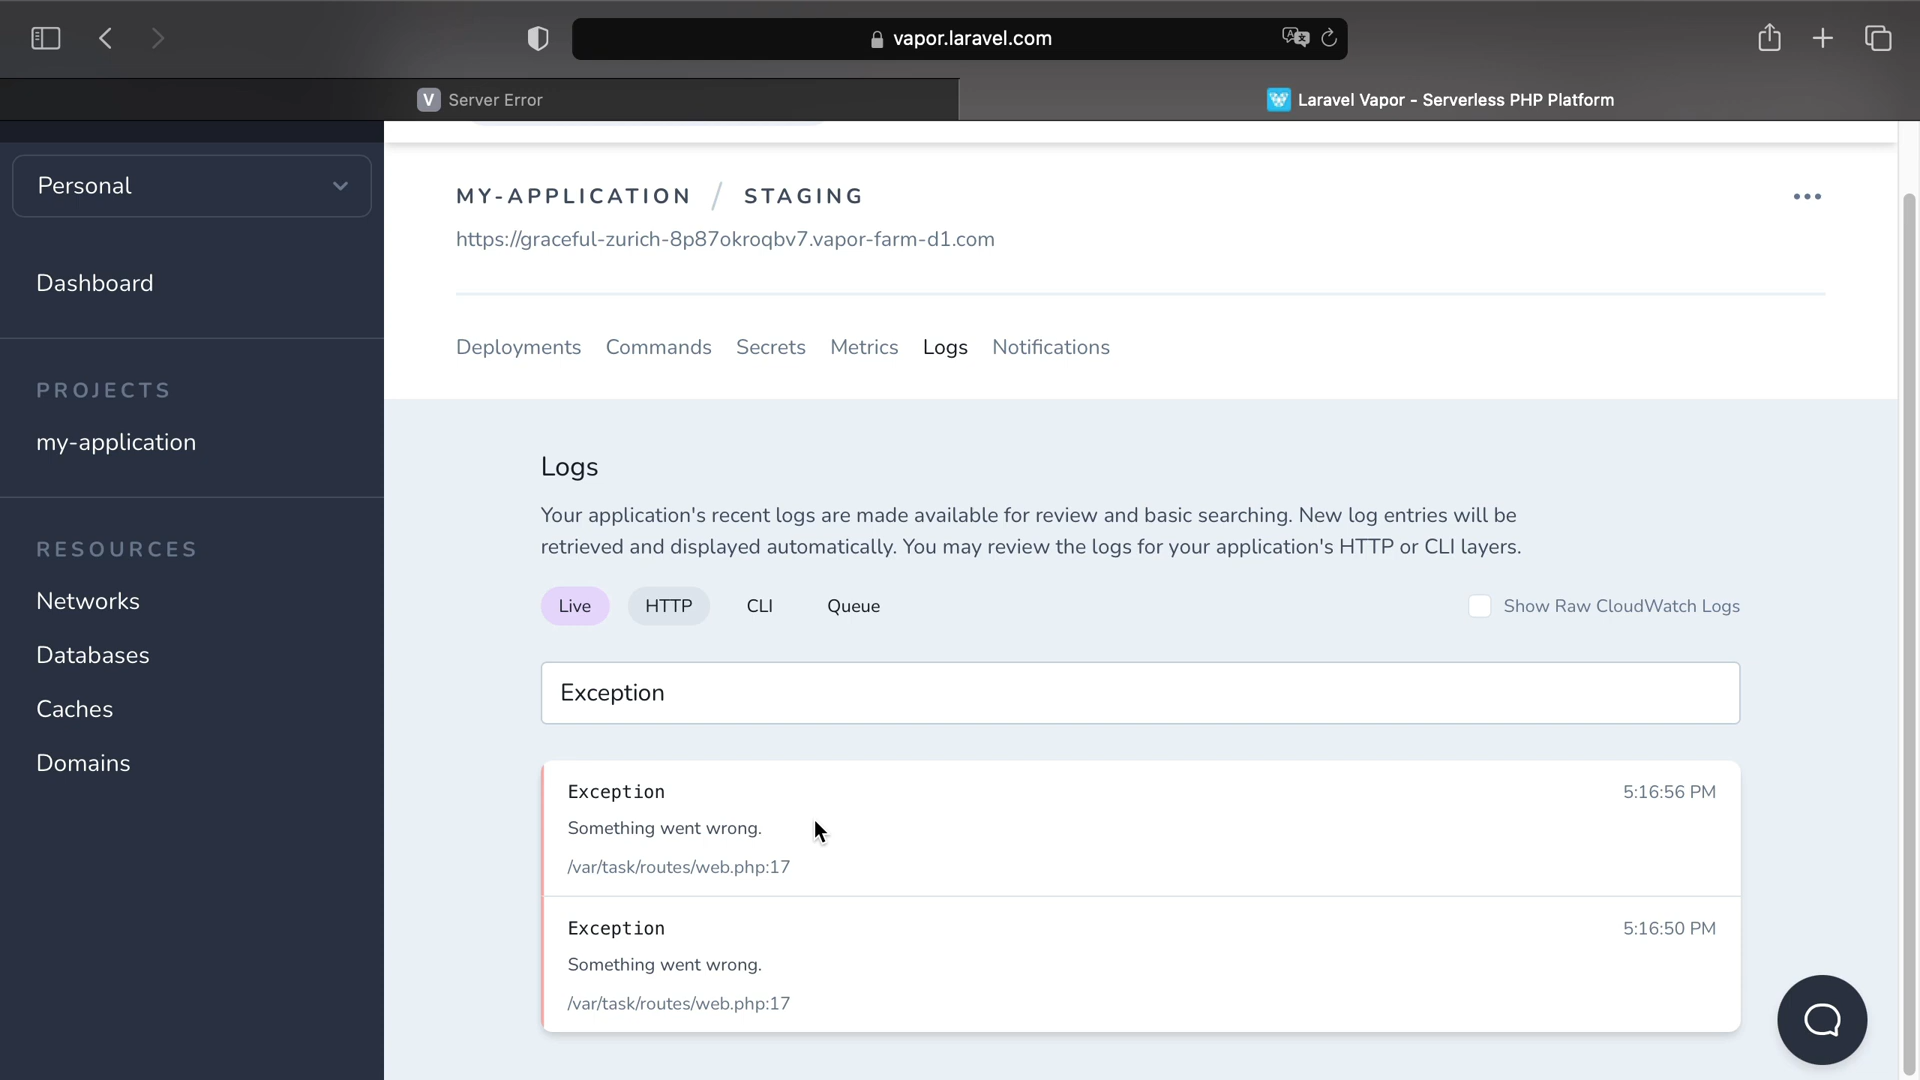 vapor.laravel.com
V Server Error
Laravel Vapor - Serverless PHP Platform
Personal
Dashboard
PROJECTS
my-application
RESOURCES
Networks
Databases
Caches
Domains
MY-APPLICATION / STAGING
https://graceful-zurich-8p87okroqbv7.vapor-farm-d1.com
Deployments Commands Secrets Metrics Logs Notifications
Logs
Your application's recent logs are made available for review and basic searching. New log entries will be
retrieved and displayed automatically. You may review the logs for your application's HTTP or CLI layers.
Live HTTP CLI Queue Show Raw CloudWatch Logs
Exception
Exception 5:16:56 PM
Something went wrong.
/var/task/routes/web.php:17
Exception 5:16:50 PM
Something went wrong.
/var/task/routes/web.php:17